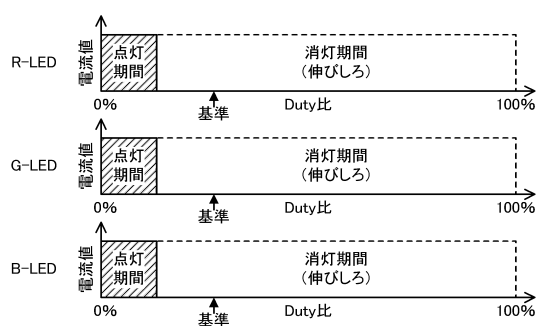 R-LED
電流値
点灯
期間
消灯期間
(伸びしろ)
0%
基準
Duty比
100%
G-LED
電流値
点灯
期間
消灯期間
(伸びしろ)
0%
基準
Duty比
100%
B-LED
電流値
点灯
期間
消灯期間
(伸びしろ)
0%
基準
Duty比
100%